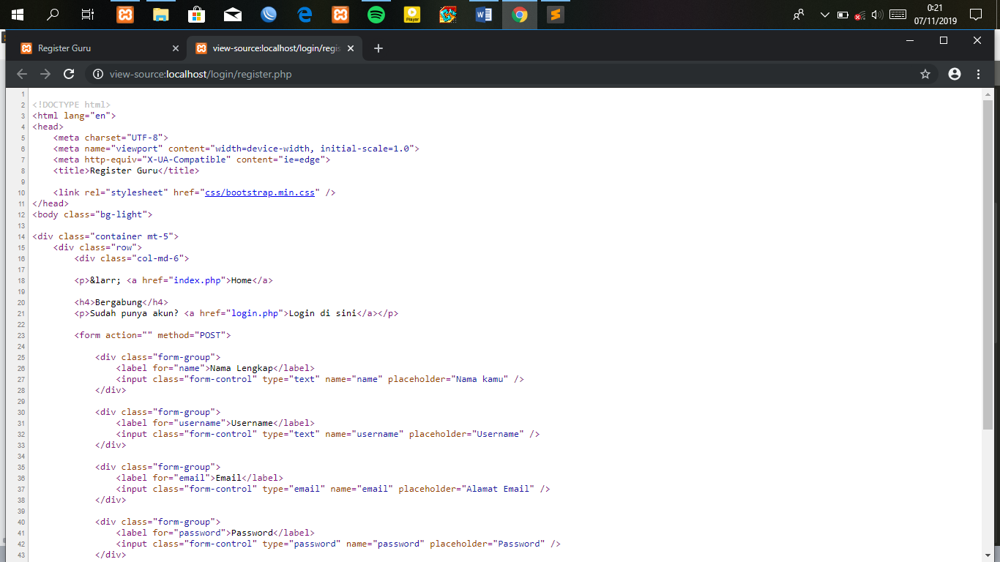 Player
0:21
07/11/2019
Register Guru
view-source:localhost/login/regis
view-source:localhost/login/register.php
1
2 <!DOCTYPE html>
3 <html lang="en">
4 <head>
5 <meta charset="UTF-8">
6 <meta name="viewport" content="width=device-width, initial-scale=1.0">
7 <meta http-equiv="X-UA-Compatible" content="ie=edge">
8 <title>Register Guru</title>
9
10 <link rel="stylesheet" href="css/bootstrap.min.css" />
11 </head>
12 <body class="bg-light">
13
14 <div class="container mt-5">
15 <div class="row">
16 <div class="col-md-6">
17
18 <p>&larr; <a href="index.php">Home</a>
19
20 <h4>Bergabung</h4>
21 <p>Sudah punya akun? <a href="login.php">Login di sini</a></p>
22
23 <form action="" method="POST">
24
25 <div class="form-group">
26 <label for="name">Nama Lengkap</label>
27 <input class="form-control" type="text" name="name" placeholder="Nama kamu" />
28 </div>
29
30 <div class="form-group">
31 <label for="username">Username</label>
32 <input class="form-control" type="text" name="username" placeholder="Username" />
33 </div>
34
35 <div class="form-group">
36 <label for="email">Email</label>
37 <input class="form-control" type="email" name="email" placeholder="Alamat Email" />
38 </div>
39
40 <div class="form-group">
41 <label for="password">Password</label>
42 <input class="form-control" type="password" name="password" placeholder="Password" />
43 </div>